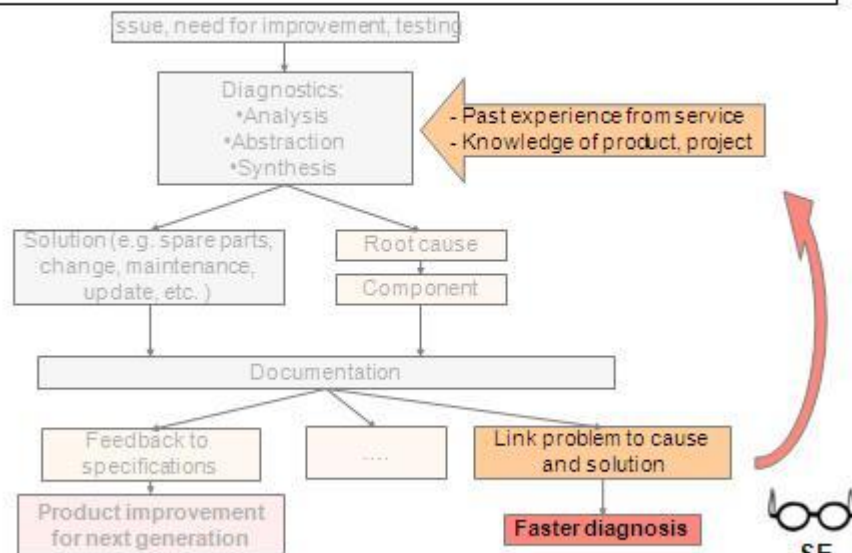 ssue, need for improvement, testing
Diagnostics:
•Analysis
•Abstraction
•Synthesis
- Past experience from service
- Knowledge of product, project
Solution (e.g. spare parts,
change, maintenance,
update, etc. )
Root cause
Component
Documentation
Feedback to
specifications
....
Link problem to cause
and solution
Product improvement
for next generation
Faster diagnosis
SE